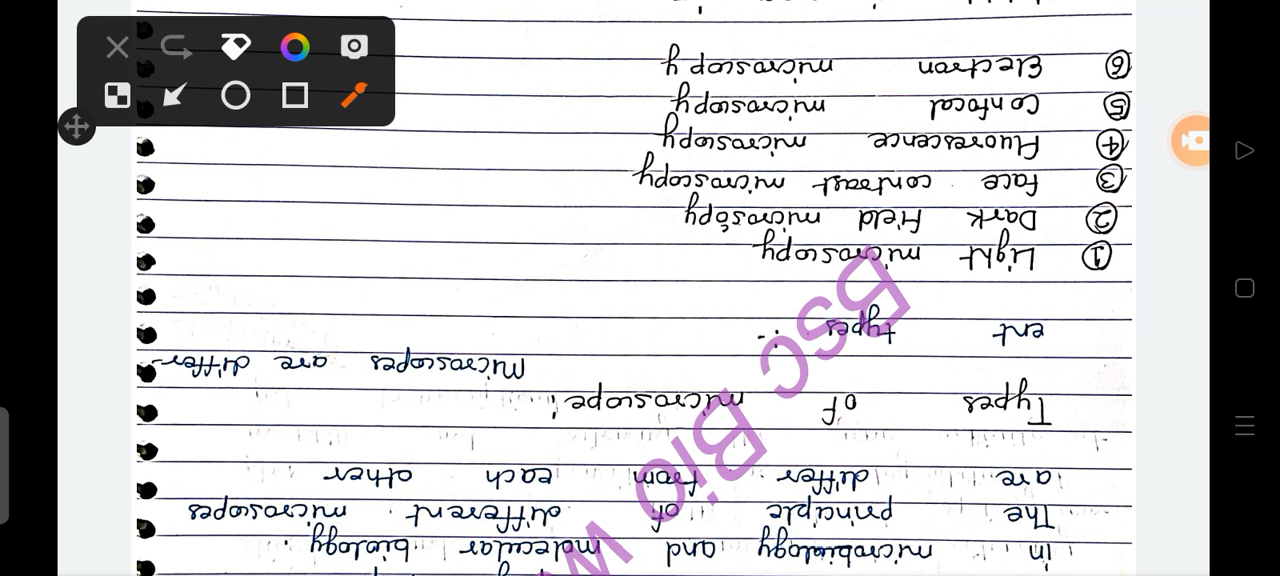 in microbiology and molecular biology.
The principle of different microscopes
are differ from each other
Types of microscope:
Microscopes are differ-
ent types :-
① Light microscopy
② Dark field microscopy
③ Face contrast microscopy
④ Fluorescence microscopy
⑤ Confocal microscopy
⑥ Electron microscopy
Bsc Bio